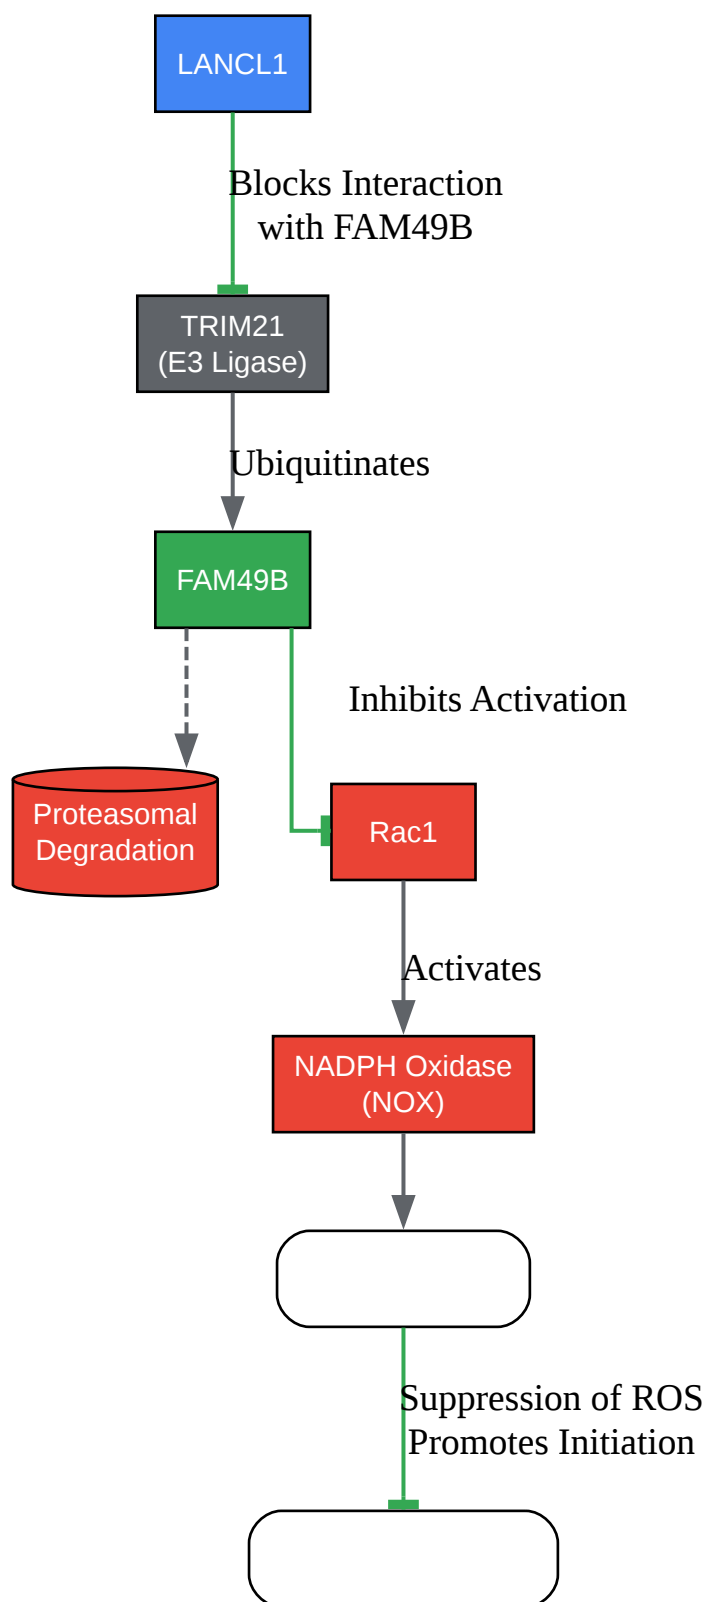 LANCL1
Blocks Interaction
with FAM49B
TRIM21
(E3 Ligase)
Ubiquitinates
FAM49B
Inhibits Activation
Proteasomal
Degradation
Rac1
Activates
NADPH Oxidase
(NOX)
Suppression of ROS
Promotes Initiation